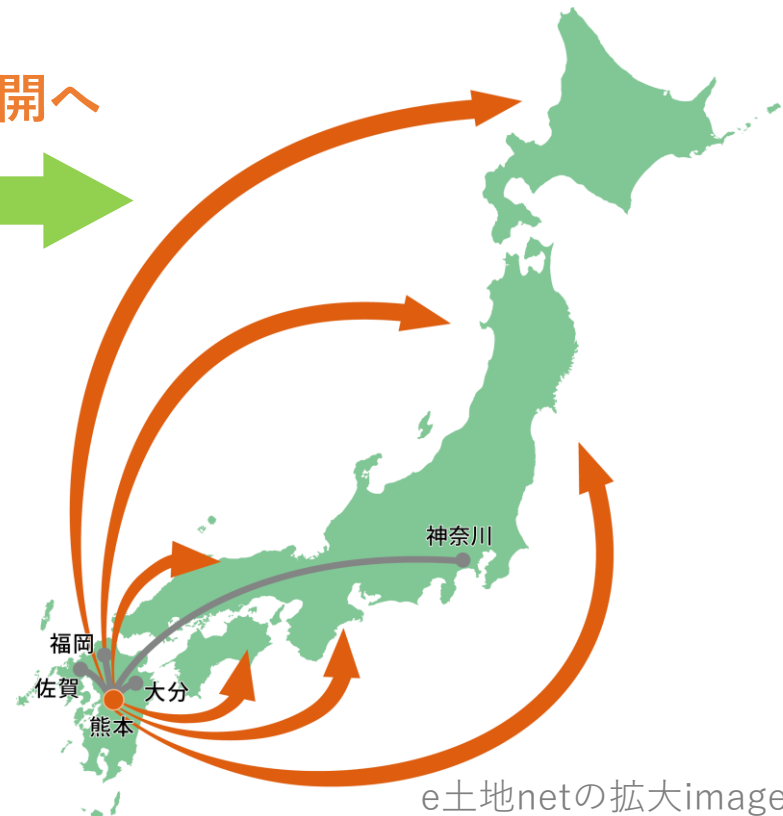 開へ
神奈川
福岡
佐賀
大分
熊本
e土地netの拡大image